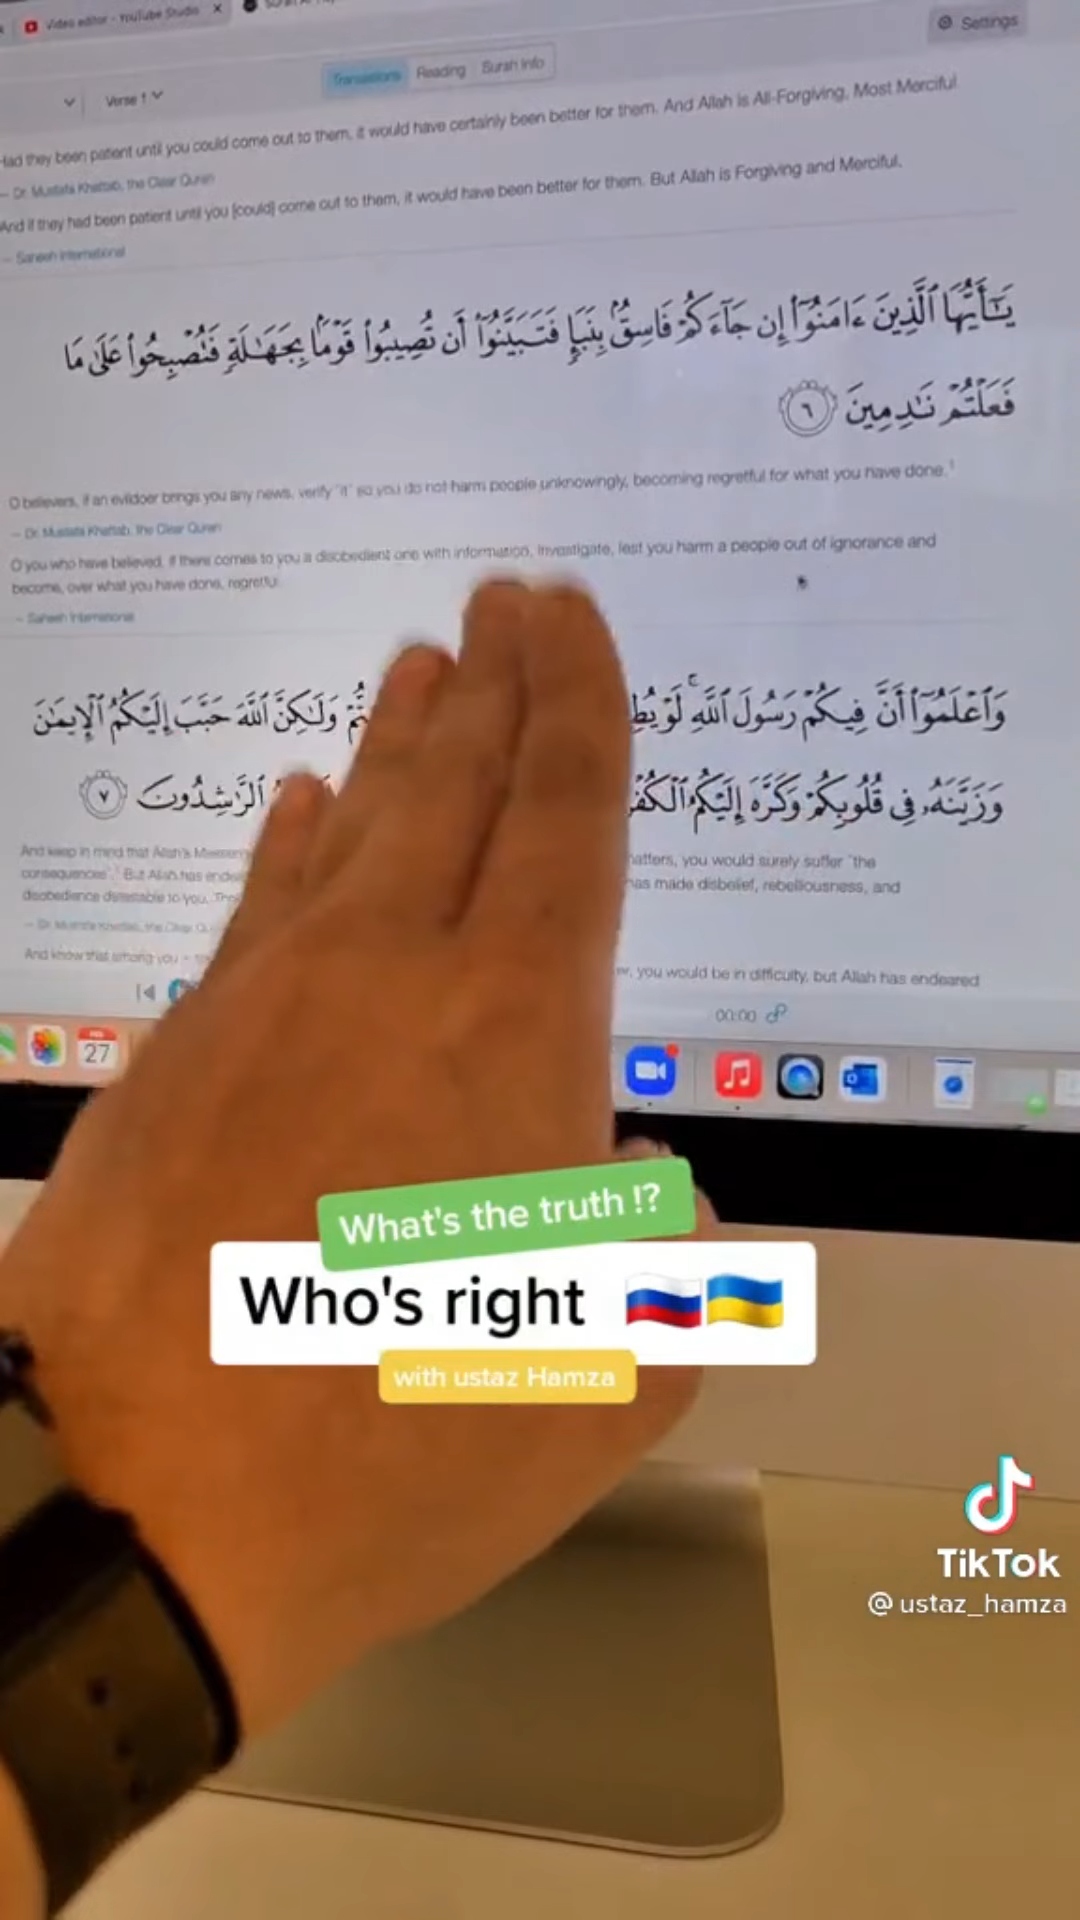 Video editor - YouTube Studio ×
Settings
Translations Reading Surah Info
Verse 1
Had they been patient until you could come out to them, it would have certainly been better for them. And Allah is All-Forgiving, Most Merciful.
— Dr. Mustafa Khattab, the Clear Quran
And if they had been patient until you [could] come out to them, it would have been better for them. But Allah is Forgiving and Merciful.
— Saheeh International
يَـٰٓأَيُّهَا ٱلَّذِينَ ءَامَنُوٓا۟ إِن جَآءَكُمْ فَاسِقٌۢ بِنَبَإٍۢ فَتَبَيَّنُوٓا۟ أَن تُصِيبُوا۟ قَوْمًۢا بِجَهَـٰلَةٍۢ فَتُصْبِحُوا۟ عَلَىٰ مَا
فَعَلْتُمْ نَـٰدِمِينَ ٦
O believers, if an evildoer brings you any news, verify ˹it˺ so you do not harm people unknowingly, becoming regretful for what you have done.¹
— Dr. Mustafa Khattab, the Clear Quran
O you who have believed, if there comes to you a disobedient one with information, investigate, lest you harm a people out of ignorance and
become, over what you have done, regretful.
— Saheeh International
وَٱعْلَمُوٓا۟ أَنَّ فِيكُمْ رَسُولَ ٱللَّهِ ۚ لَوْ وَلَـٰكِنَّ ٱللَّهَ حَبَّبَ إِلَيْكُمُ ٱلْإِيمَـٰنَ
وَزَيَّنَهُۥ فِى قُلُوبِكُمْ وَكَرَّهَ إِلَيْكُمُ ٱلرَّٰشِدُونَ ٧
And keep in mind that Allah's matters, you would surely suffer ˹the
consequences˺.¹ But Allah has has made disbelief, rebelliousness, and
disobedience detestable to you.
— Dr. Mustafa Khattab, the Clear
And know that among you you would be in difficulty, but Allah has endeared
00:00
27
What's the truth !?
Who's right 🇷🇺🇺🇦
with ustaz Hamza
TikTok
@ustaz_hamza